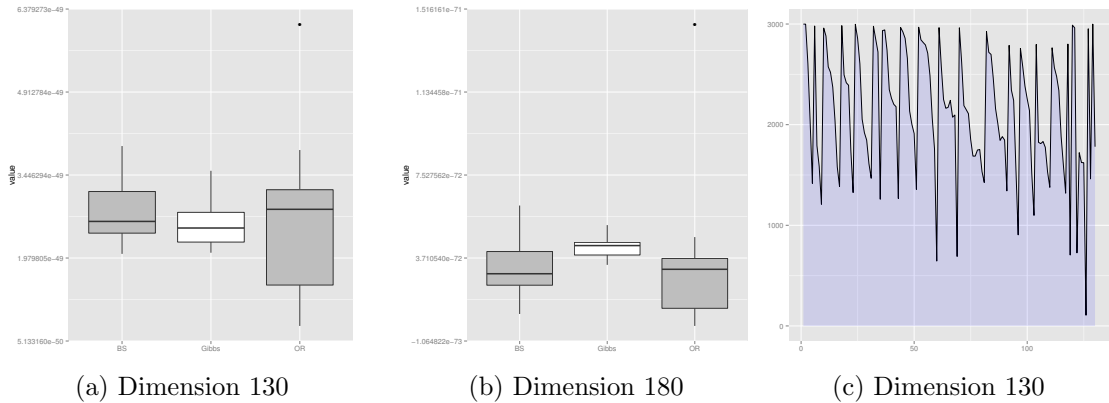 6.379273e-49
4.912784e-49
3.446294e-49
1.979805e-49
5.133160e-50
value
BS
Gibbs
OR
1.516161e-71
1.134458e-71
7.527562e-72
3.710540e-72
-1.064822e-73
value
BS
Gibbs
OR
3000
2000
1000
0
0
50
100
(a) Dimension 130
(b) Dimension 180
(c) Dimension 130